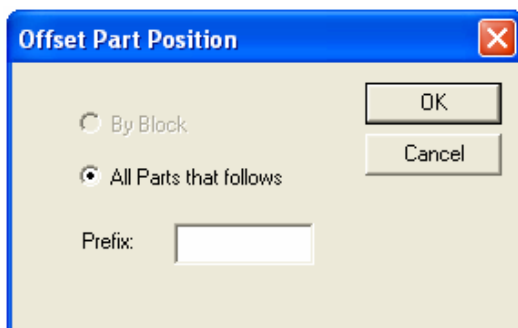 Offset Part Position
By Block
OK
Cancel
All Parts that follows
Prefix: